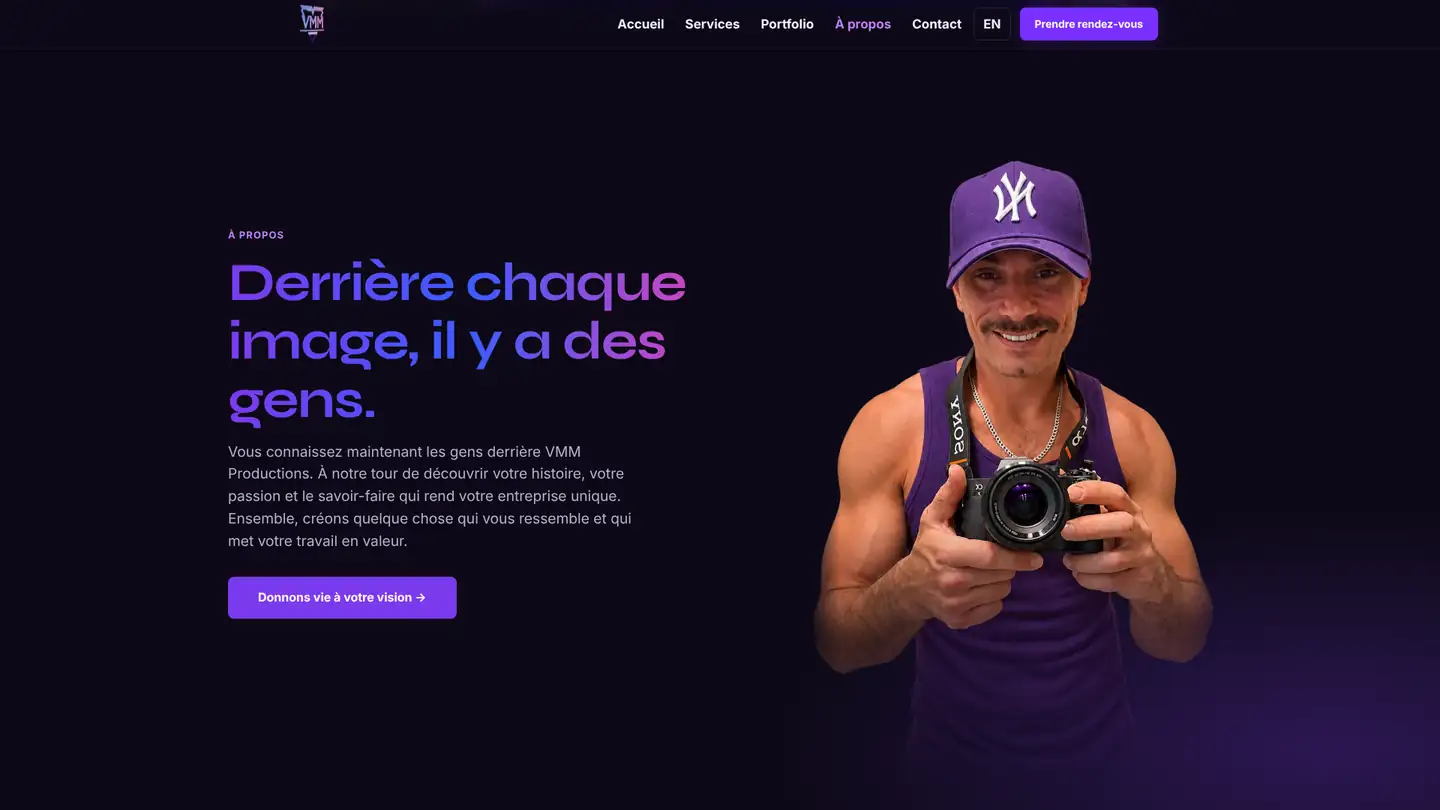 VMM
Accueil
Services
Portfolio
À propos
Contact
EN
Prendre rendez-vous
À PROPOS
Derrière chaque
image, il y a des
gens.
Vous connaissez maintenant les gens derrière VMM
Productions. À notre tour de découvrir votre histoire, votre
passion et le savoir-faire qui rend votre entreprise unique.
Ensemble, créons quelque chose qui vous ressemble et qui
met votre travail en valeur.
Donnons vie à votre vision →
NY
SONY